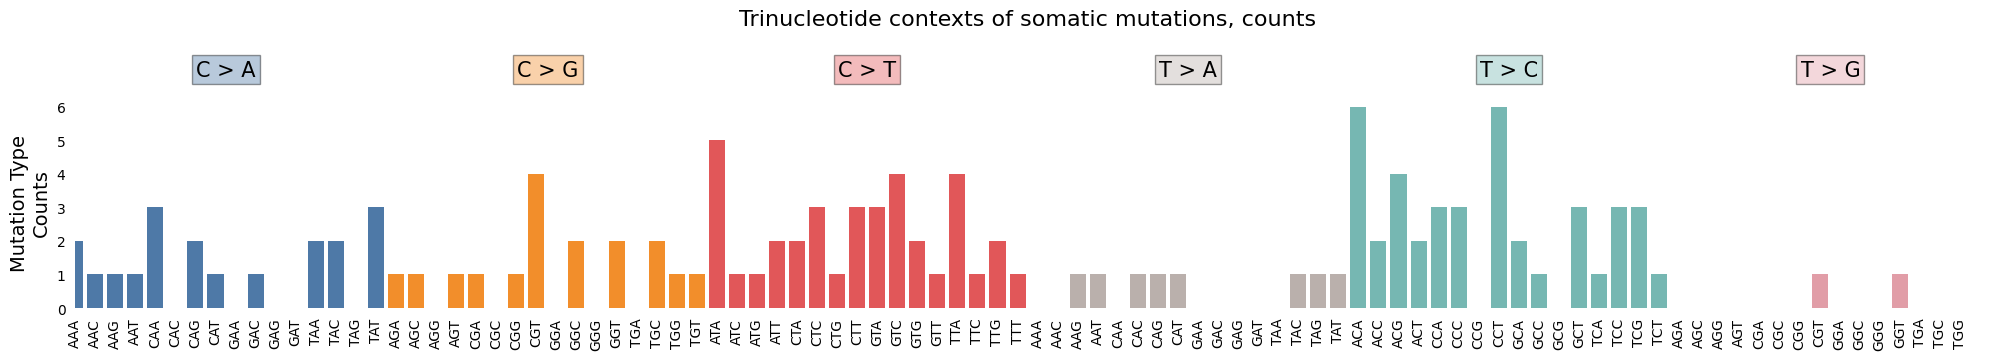 Trinucleotide contexts of somatic mutations, counts
C > A C > G C > T T > A T > C T > G
Mutation Type
Counts
6
5
4
3
2
1
0
AAA AAC AAG AAT CAA CAC CAG CAT GAA GAC GAG GAT TAA TAC TAG TAT AGA AGC AGG AGT CGA CGC CGG CGT GGA GGC GGG GGT TGA TGC TGG TGT ATA ATC ATG ATT CTA CTC CTG CTT GTA GTC GTG GTT TTA TTC TTG TTT AAA AAC AAG AAT CAA CAC CAG CAT GAA GAC GAG GAT TAA TAC TAG TAT ACA ACC ACG ACT CCA CCC CCG CCT GCA GCC GCG GCT TCA TCC TCG TCT AGA AGC AGG AGT CGA CGC CGG CGT GGA GGC GGG GGT TGA TGC TGG